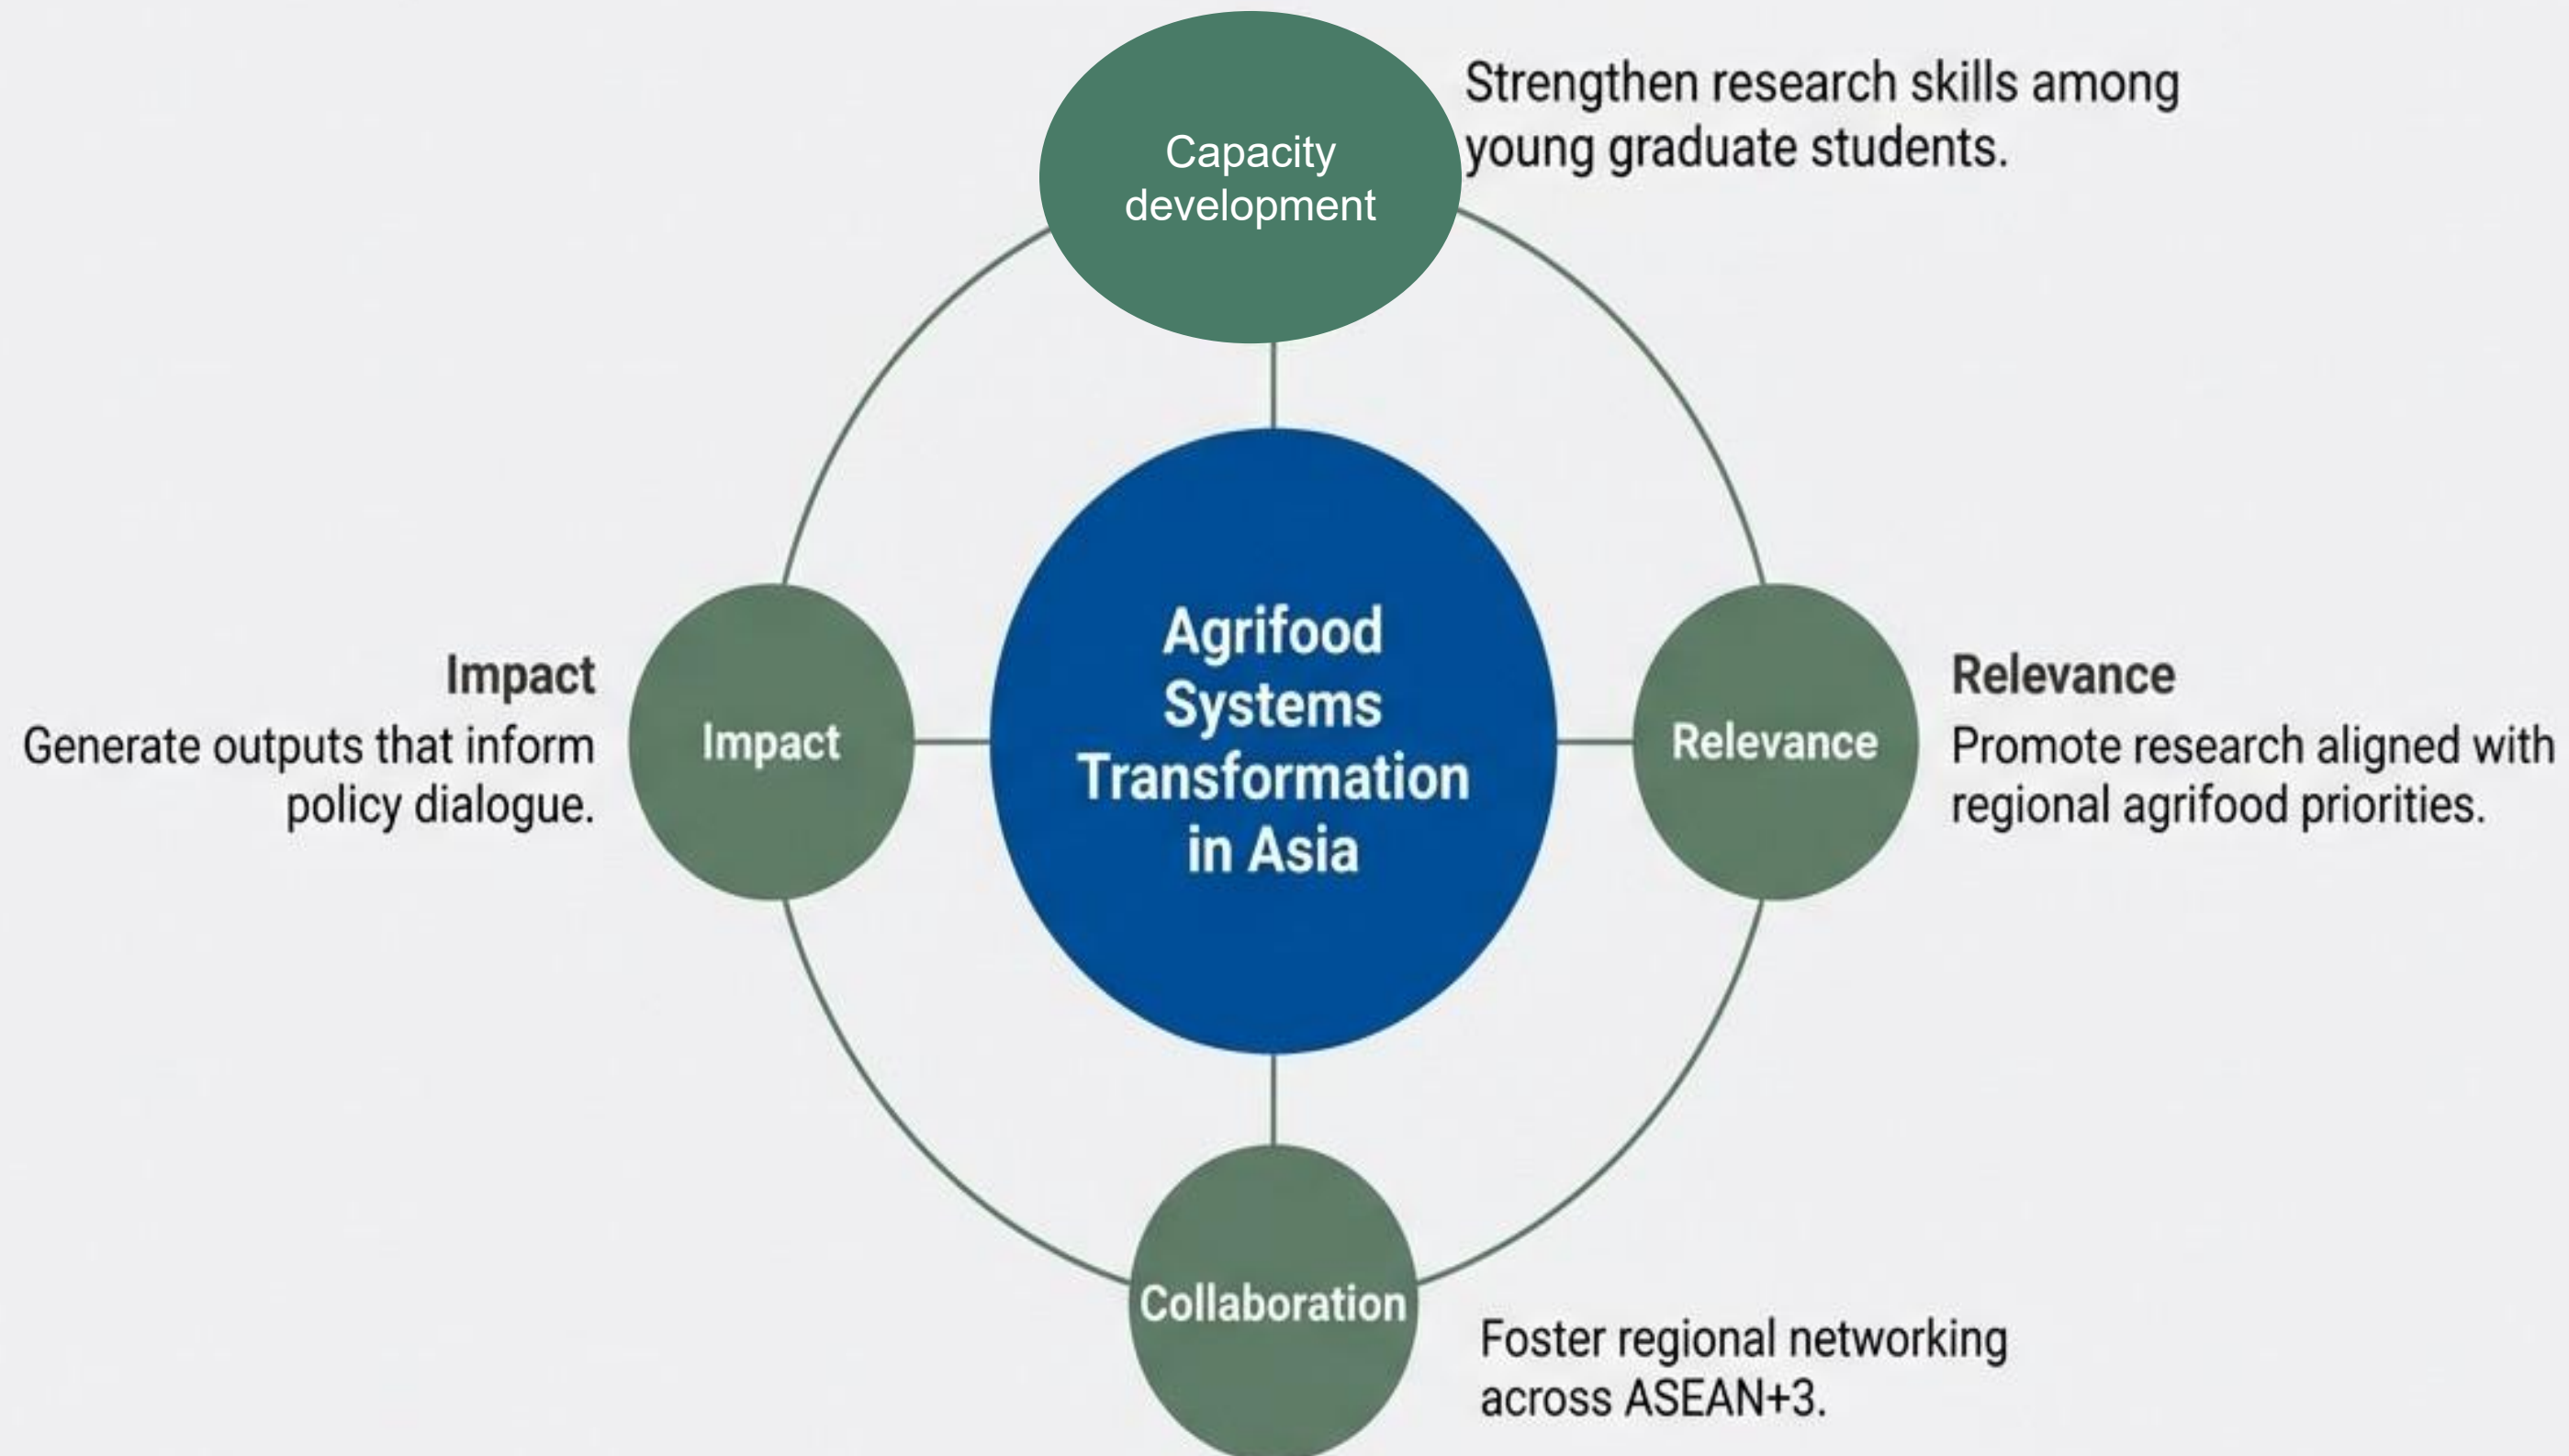 Capacity
development
Strengthen research skills among
young graduate students.
Impact
Generate outputs that inform
policy dialogue.
Impact
Agrifood
Systems
Transformation
in Asia
Relevance
Relevance
Promote research aligned with
regional agrifood priorities.
Collaboration
Foster regional networking
across ASEAN+3.